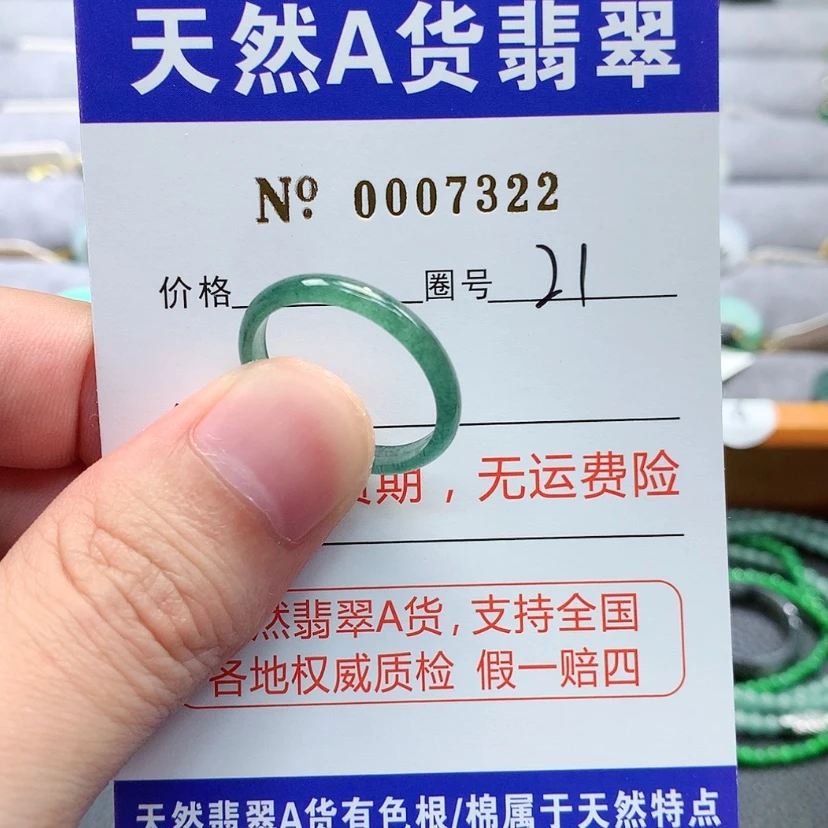 天然A货翡翠
Nº 0007322
价格 圈号 21
期，无运费险
然翡翠A货，支持全国
各地权威质检 假一赔四
天然翡翠A货有色根/棉属于天然特点